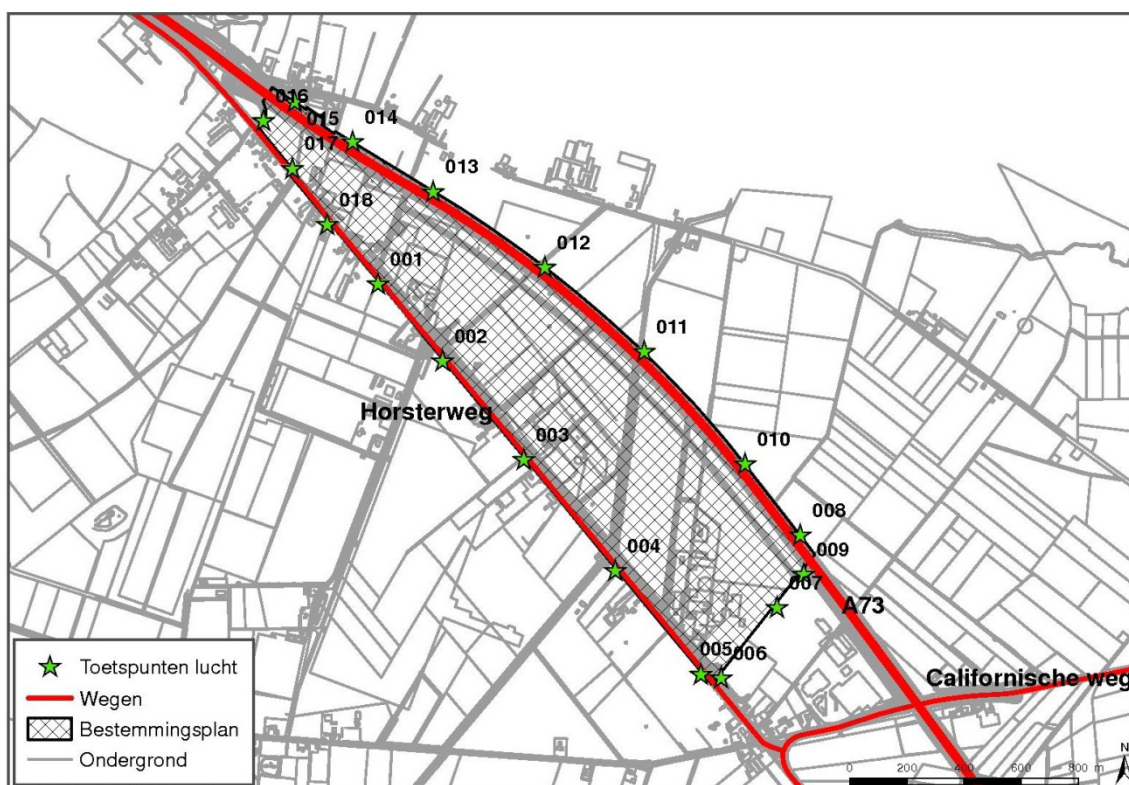 016
015
014
017
013
018
012
001
011
002
Horsterweg
003
010
008
004
009
007
A73
005
006
Californische weg
Toetspunten lucht
Wegen
Bestemmingsplan
Ondergrond
0 200 400 600 800 m
N